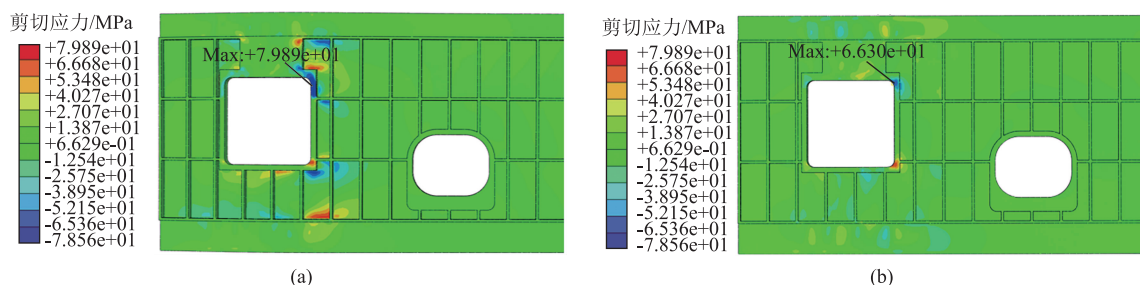 剪切应力/MPa
+7.989e+01
+6.668e+01
+5.348e+01
+4.027e+01
+2.707e+01
+1.387e+01
+6.629e-01
-1.254e+01
-2.575e+01
-3.895e+01
-5.215e+01
-6.536e+01
-7.856e+01
Max:+7.989e+01
(a)
剪切应力/MPa
+7.989e+01
+6.668e+01
+5.348e+01
+4.027e+01
+2.707e+01
+1.387e+01
+6.629e-01
-1.254e+01
-2.575e+01
-3.895e+01
-5.215e+01
-6.536e+01
-7.856e+01
Max:+6.630e+01
(b)